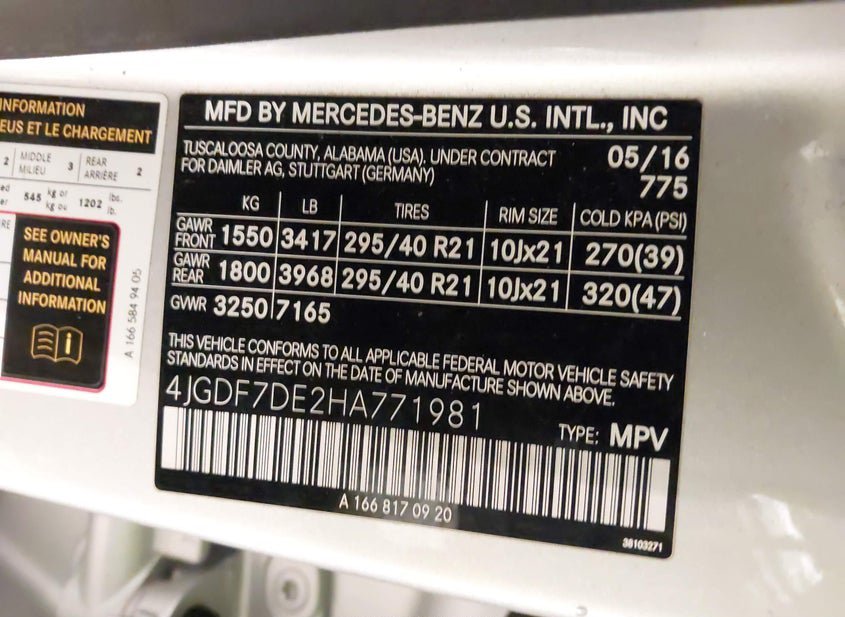 INFORMATION
EUS ET LE CHARGEMENT
2 MIDDLE MILIEU 3 REAR ARRIÈRE 2
545 kg or kg ou 1202 lbs. lb.
SEE OWNER'S
MANUAL FOR
ADDITIONAL
INFORMATION
A 166 584 94 05
MFD BY MERCEDES-BENZ U.S. INTL., INC
TUSCALOOSA COUNTY, ALABAMA (USA). UNDER CONTRACT 05/16
FOR DAIMLER AG, STUTTGART (GERMANY) 775
KG LB TIRES RIM SIZE COLD KPA (PSI)
GAWR FRONT 1550 3417 295/40 R21 10Jx21 270(39)
GAWR REAR 1800 3968 295/40 R21 10Jx21 320(47)
GVWR 3250 7165
THIS VEHICLE CONFORMS TO ALL APPLICABLE FEDERAL MOTOR VEHICLE SAFETY
STANDARDS IN EFFECT ON THE DATE OF MANUFACTURE SHOWN ABOVE.
4JGDF7DE2HA771981
TYPE: MPV
A 166 817 09 20
38103271